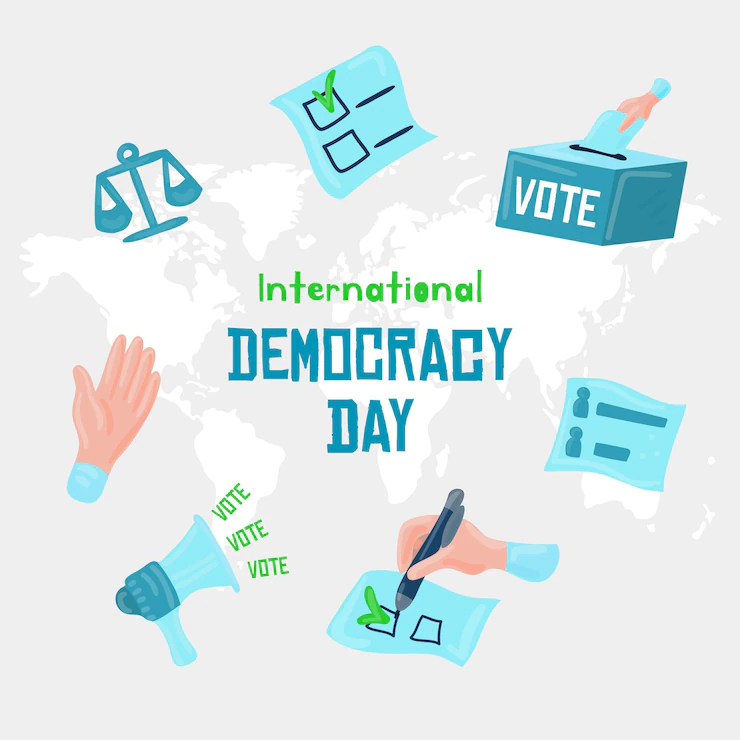 VOTE
International
DEMOCRACY
DAY
VOTE
VOTE
VOTE